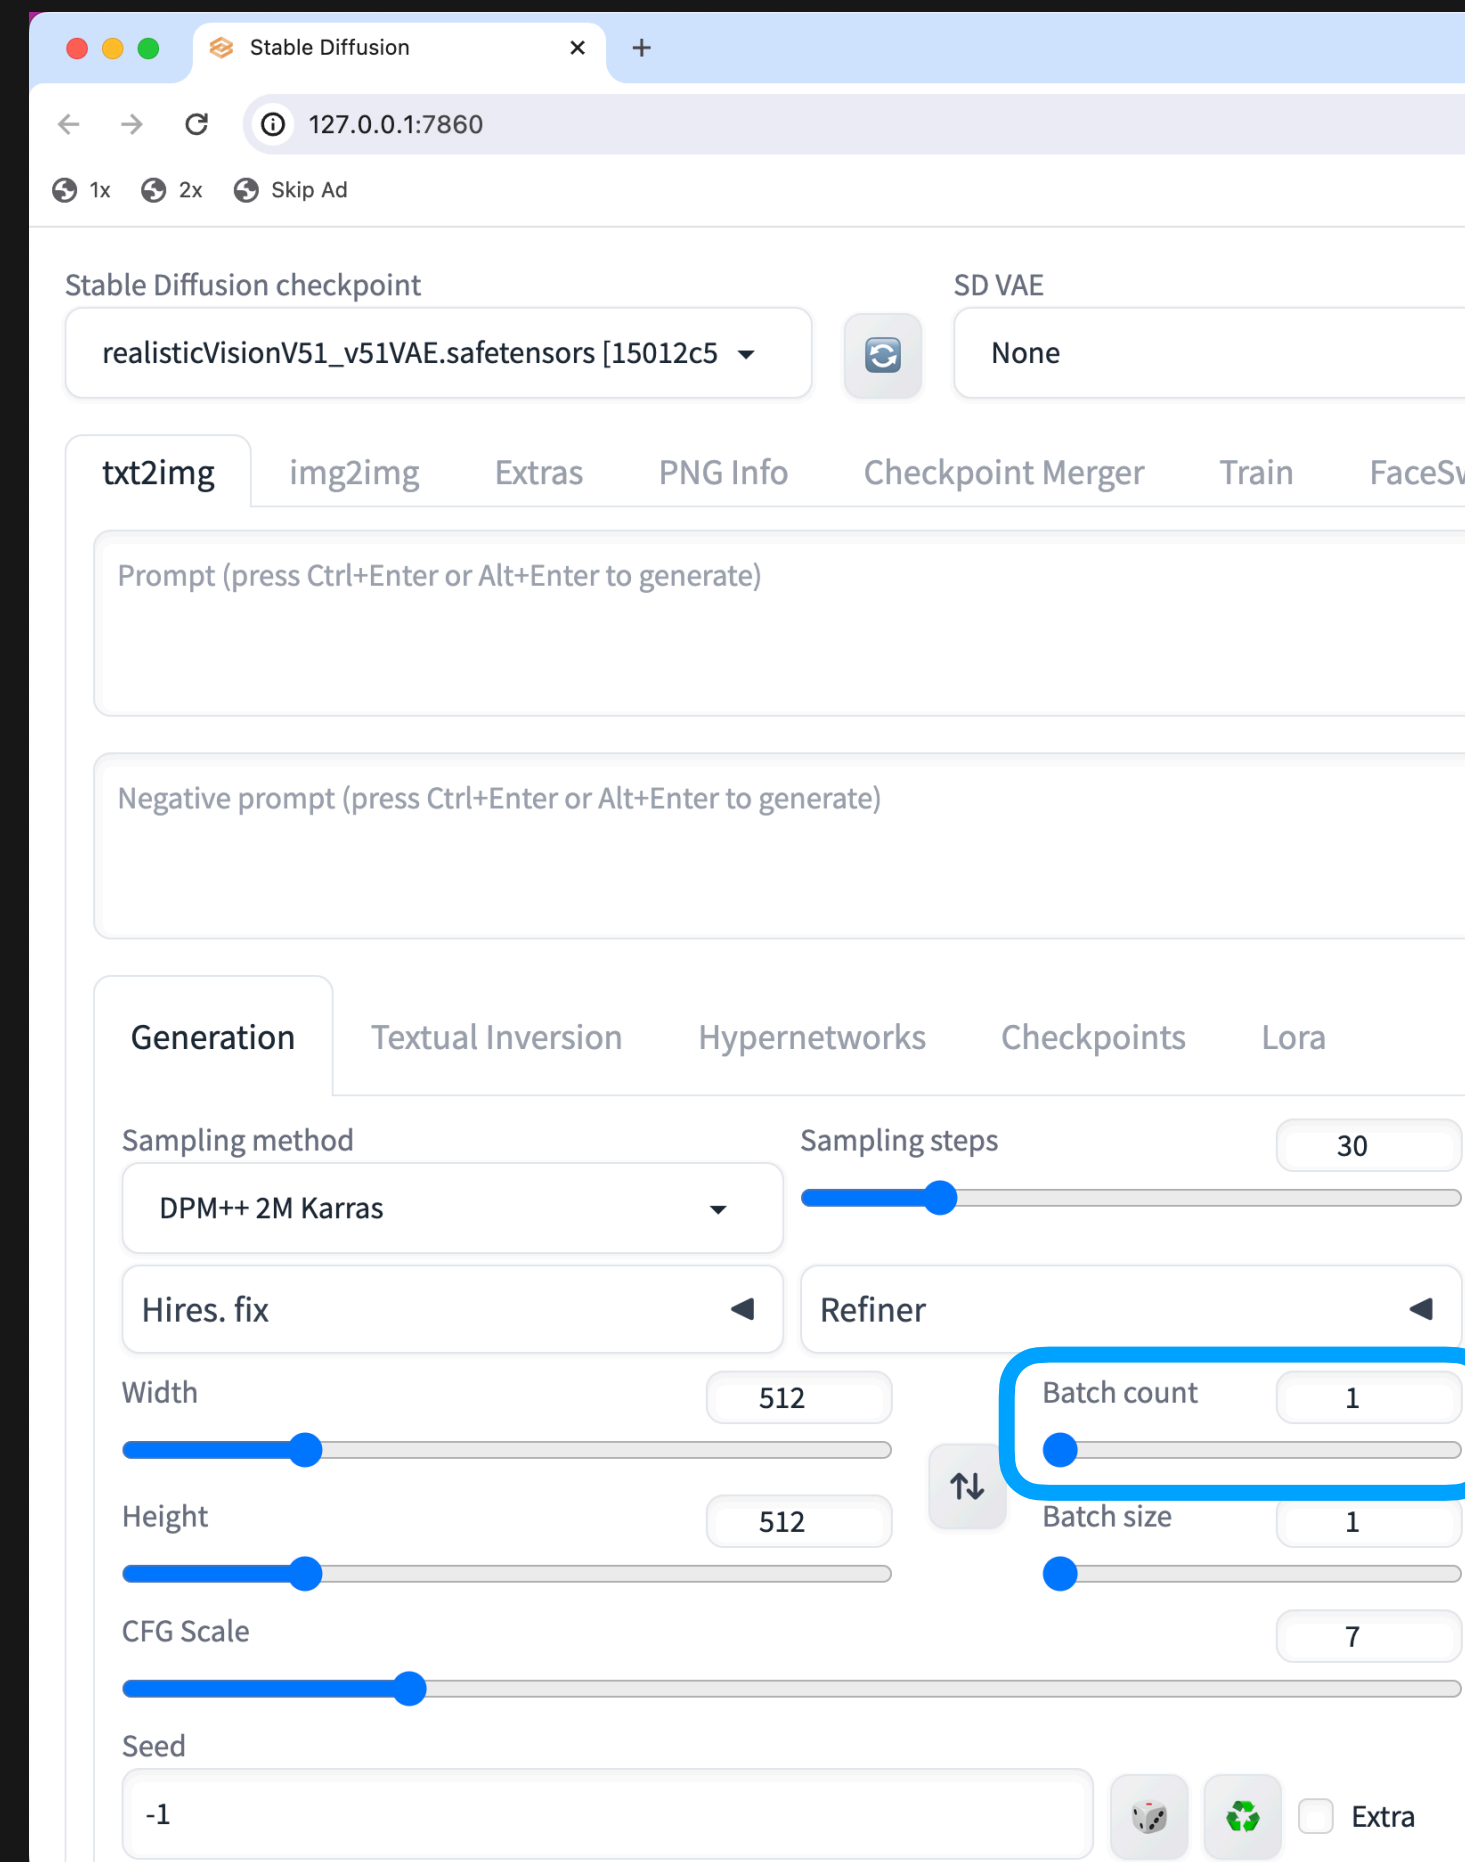 Stable Diffusion
127.0.0.1:7860
1x 2x Skip Ad
Stable Diffusion checkpoint SD VAE
realisticVisionV51_v51VAE.safetensors [15012c5 None
txt2img img2img Extras PNG Info Checkpoint Merger Train FaceSw
Prompt (press Ctrl+Enter or Alt+Enter to generate)
Negative prompt (press Ctrl+Enter or Alt+Enter to generate)
Generation Textual Inversion Hypernetworks Checkpoints Lora
Sampling method Sampling steps 30
DPM++ 2M Karras
Hires. fix Refiner
Width 512 Batch count 1
Height 512 Batch size 1
CFG Scale 7
Seed
-1 Extra